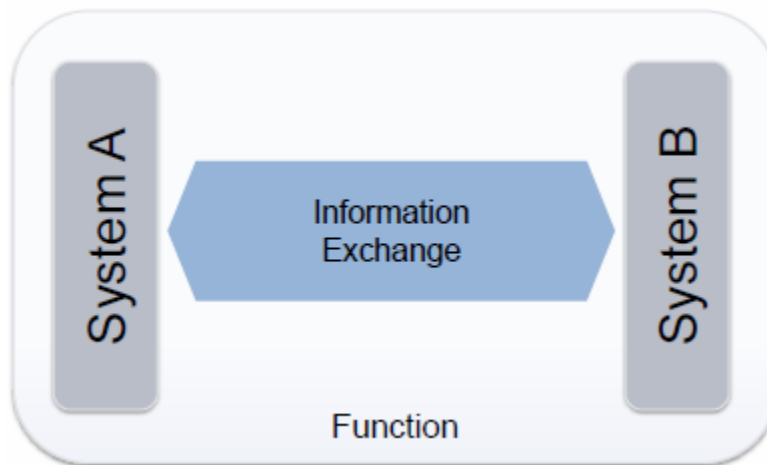 System A
Information
Exchange
System B
Function